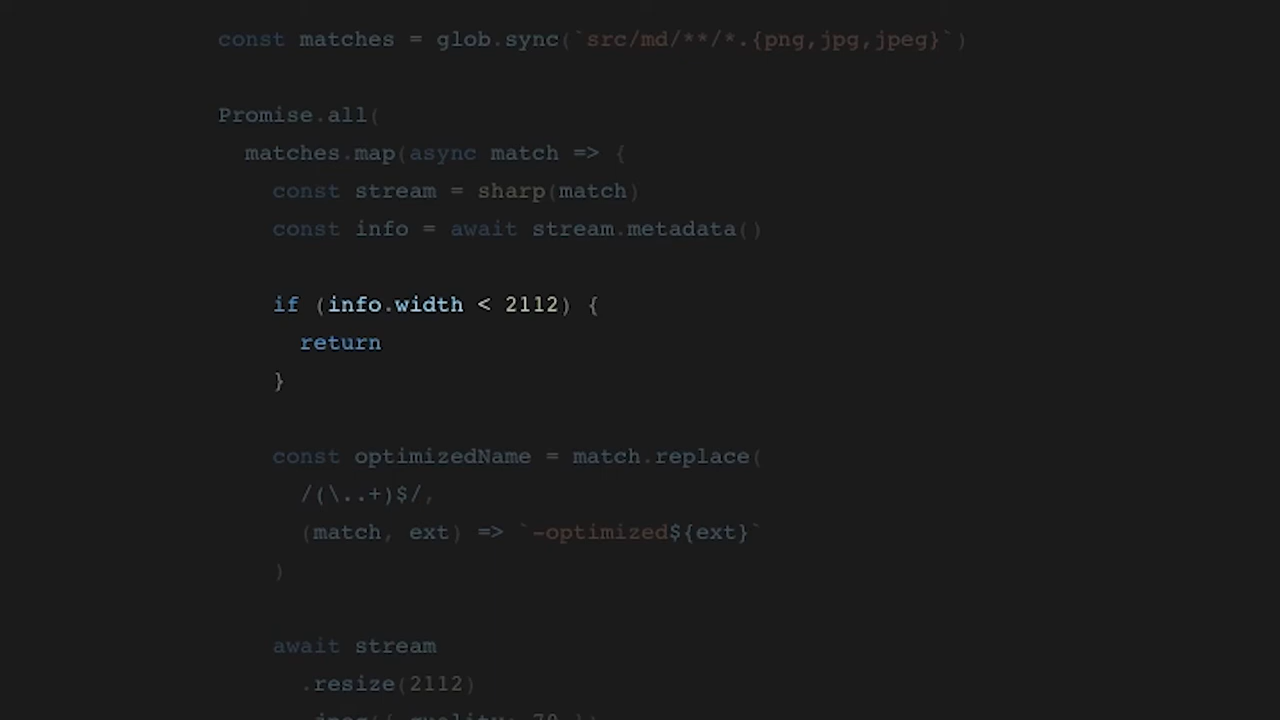 const matches = glob.sync(`src/md/**/*.{png,jpg,jpeg}`)
Promise.all(
matches.map(async match => {
const stream = sharp(match)
const info = await stream.metadata()
if (info.width < 2112) {
return
}
const optimizedName = match.replace(
/(\..+)$/,
(match, ext) => `-optimized${ext}`
)
await stream
.resize(2112)